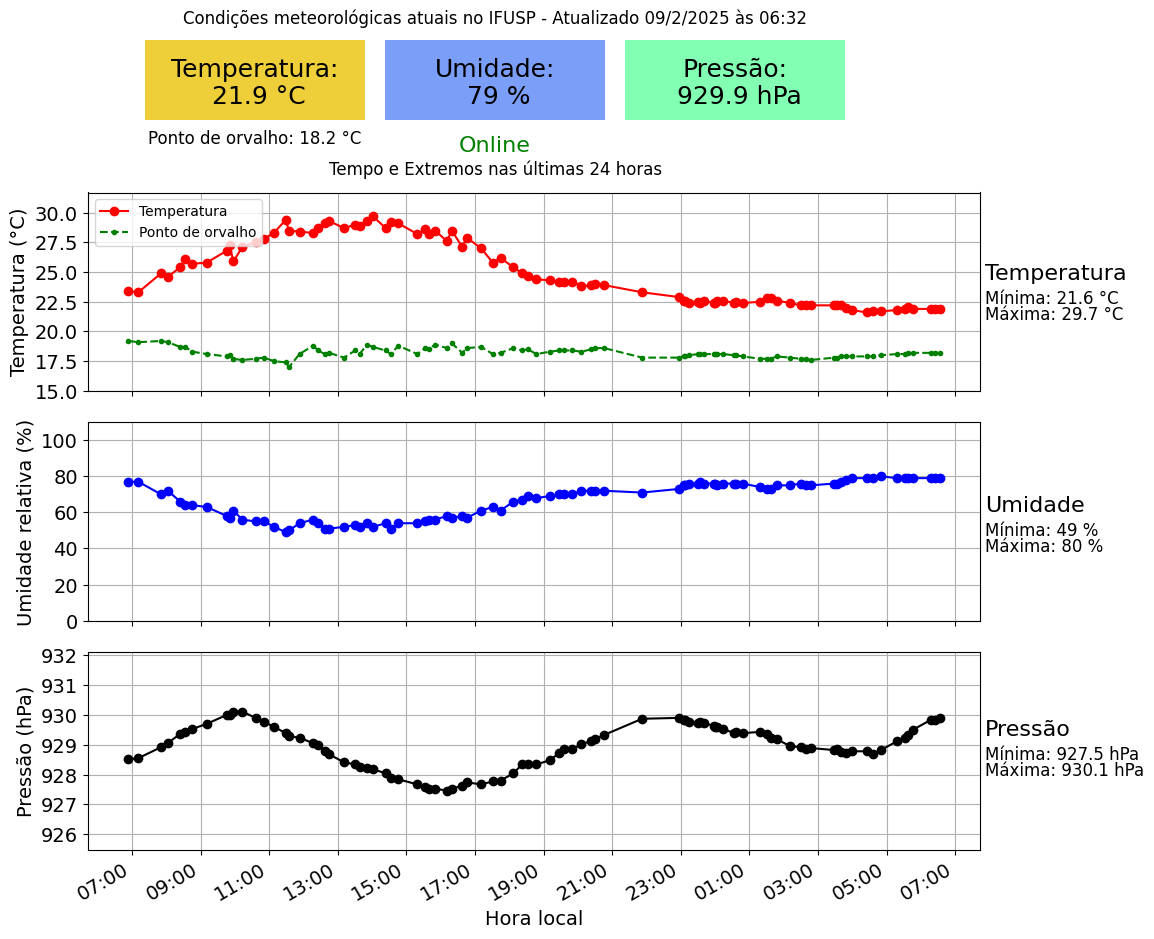 Condições meteorológicas atuais no IFUSP - Atualizado 09/2/2025 às 06:32
Temperatura:
21.9 °C
Umidade:
79 %
Pressão:
929.9 hPa
Ponto de orvalho: 18.2 °C
Online
Tempo e Extremos nas últimas 24 horas
Temperatura (°C)
30.0
27.5
25.0
22.5
20.0
17.5
15.0
Temperatura
Ponto de orvalho
Temperatura
Mínima: 21.6 °C
Máxima: 29.7 °C
Umidade relativa (%)
100
80
60
40
20
0
Umidade
Mínima: 49 %
Máxima: 80 %
Pressão (hPa)
932
931
930
929
928
927
926
Pressão
Mínima: 927.5 hPa
Máxima: 930.1 hPa
07:00 09:00 11:00 13:00 15:00 17:00 19:00 21:00 23:00 01:00 03:00 05:00 07:00
Hora local